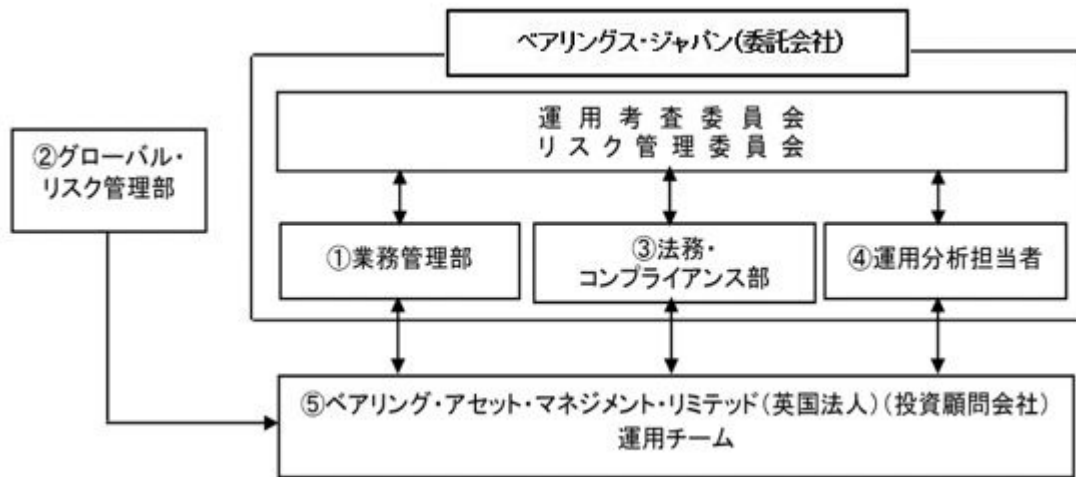 ベアリングス・ジャパン(委託会社)
運用考査委員会
リスク管理委員会
②グローバル・
リスク管理部
①業務管理部
③法務・
コンプライアンス部
④運用分析担当者
⑤ベアリング・アセット・マネジメント・リミテッド(英国法人)(投資顧問会社)
運用チーム